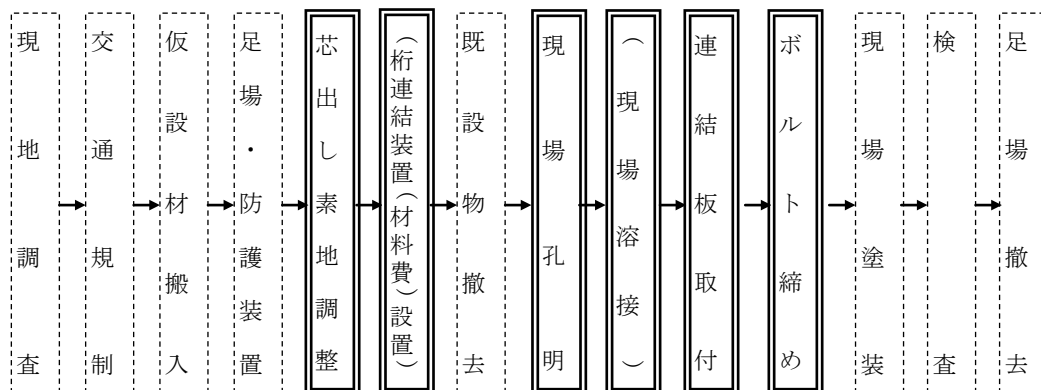 現地調査
交通規制
仮設材搬入
足場・防護装置
芯出し素地調整
（桁連結装置（材料費）設置）
既設物撤去
現場孔明
（現場溶接）
連結板取付
ボルト締め
現場塗装
検査
足場撤去